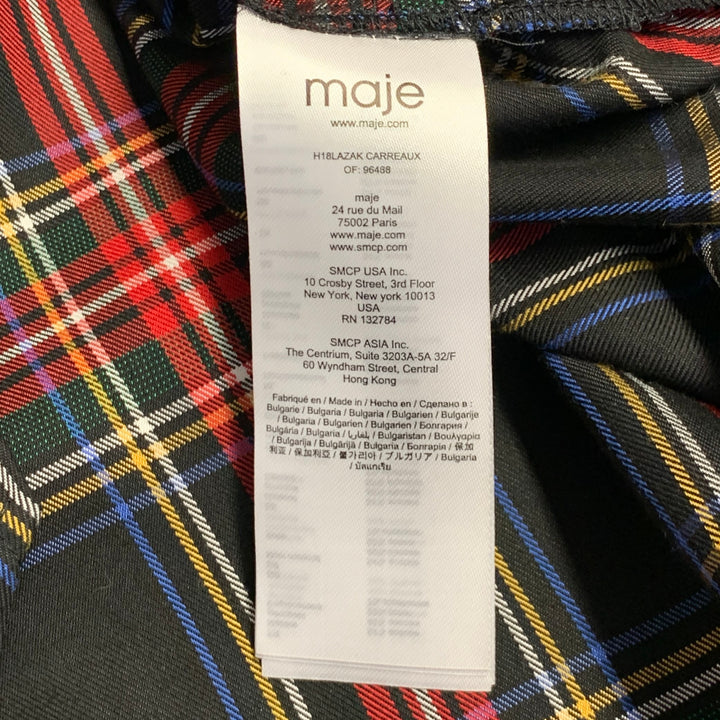 maje
www.maje.com
H18LAZAK CARREAUX
OF: 96488
maje
24 rue du Mail
75002 Paris
www.maje.com
www.smcp.com
SMCP USA Inc.
10 Crosby Street, 3rd Floor
New York, New york 10013
USA
RN 132784
SMCP ASIA Inc.
The Centrium, Suite 3203A-5A 32/F
60 Wyndham Street, Central
Hong Kong
Fabriqué en / Made in / Hecho en / Сделано в :
Bulgarie / Bulgaria / Bulgaria / Bulgarien / Bulgarije
/ Bulgaria / Bulgarien / Bulgarien / България /
Bulgária / Bulgaria / بلغاريا / Bulgaristan / Βουλγαρία
/ Bulgarija / Bulgārijā / Bulgaria / Болгария / 保加
利亚 / 保加利亞 / 불가리아 / ブルガリア / Bulgaria
/ บัลแกเรีย